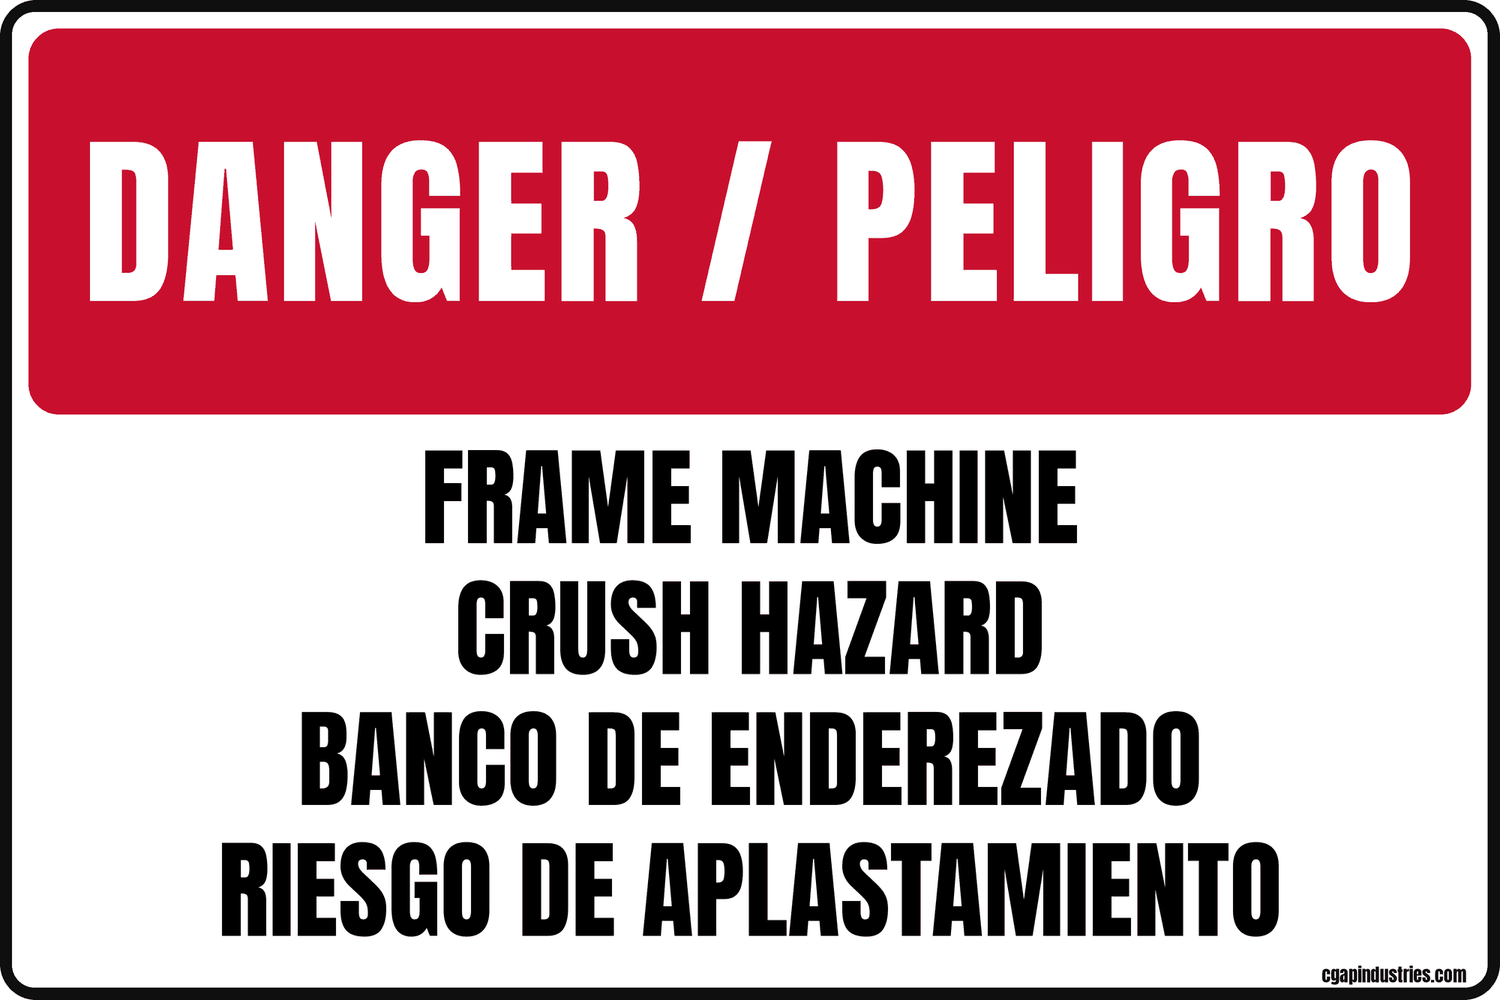 DANGER / PELIGRO
FRAME MACHINE
CRUSH HAZARD
BANCO DE ENDEREZADO
RIESGO DE APLASTAMIENTO
cgapindustries.com